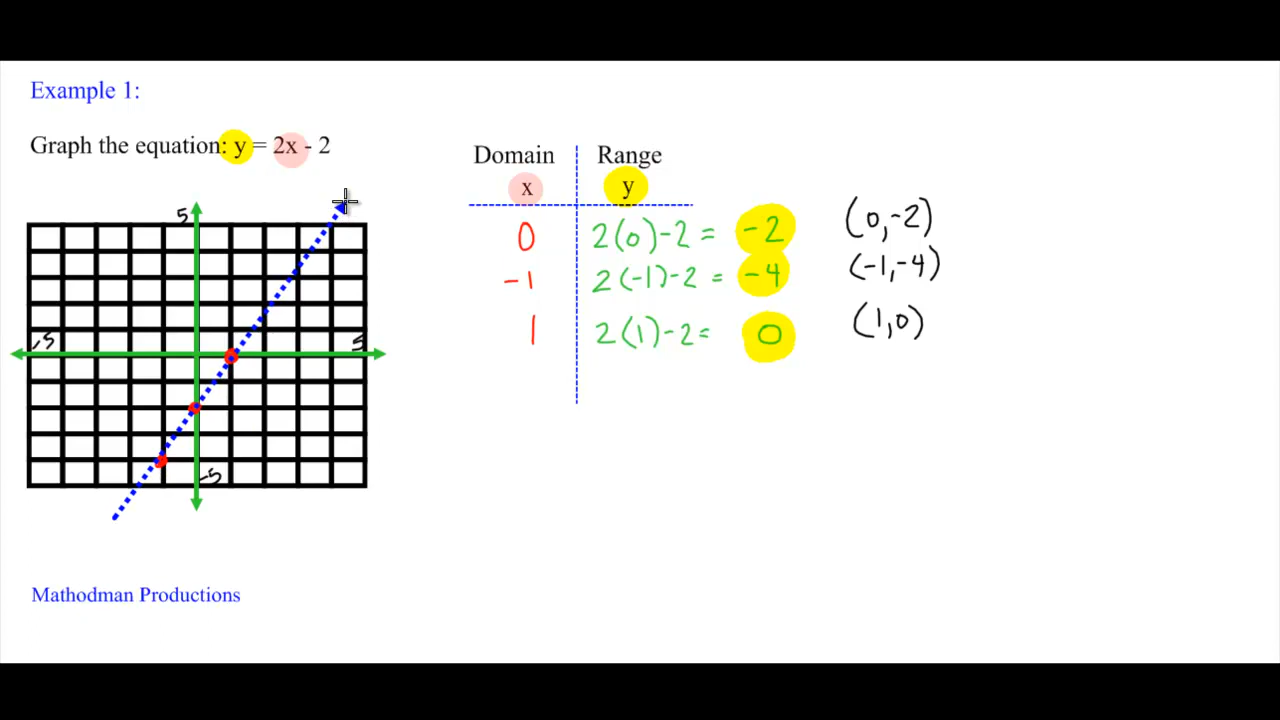 Example 1:
Graph the equation: y = 2x - 2
Domain Range
x y
0 2(0)-2 = -2 (0,-2)
-1 2(-1)-2 = -4 (-1,-4)
1 2(1)-2= 0 (1,0)
5
-5 5
-5
Mathodman Productions